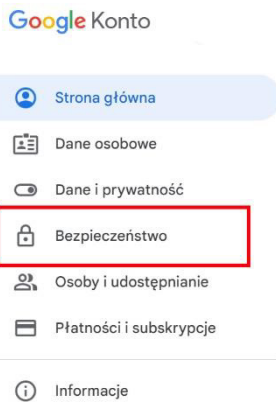 Google Konto
Strona główna
Dane osobowe
Dane i prywatność
Bezpieczeństwo
Osoby i udostępnianie
Płatności i subskrypcje
Informacje